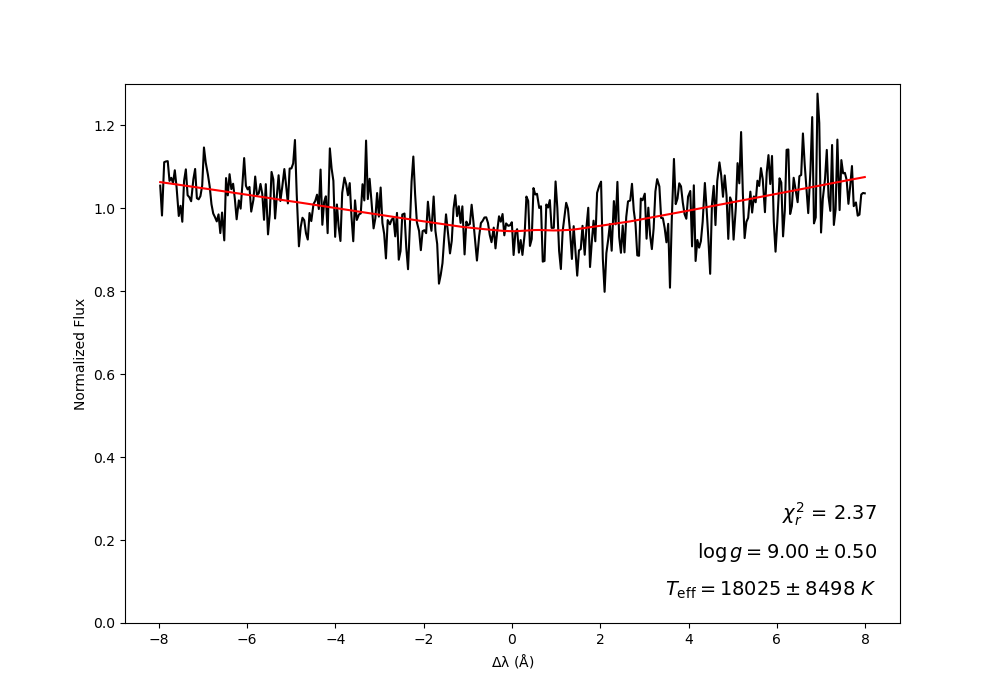 Normalized Flux
1.2
1.0
0.8
0.6
0.4
0.2
0.0
χ²ᵣ = 2.37
log g = 9.00 ± 0.50
T_eff = 18025 ± 8498 K
−8 −6 −4 −2 0 2 4 6 8
Δλ (Å)